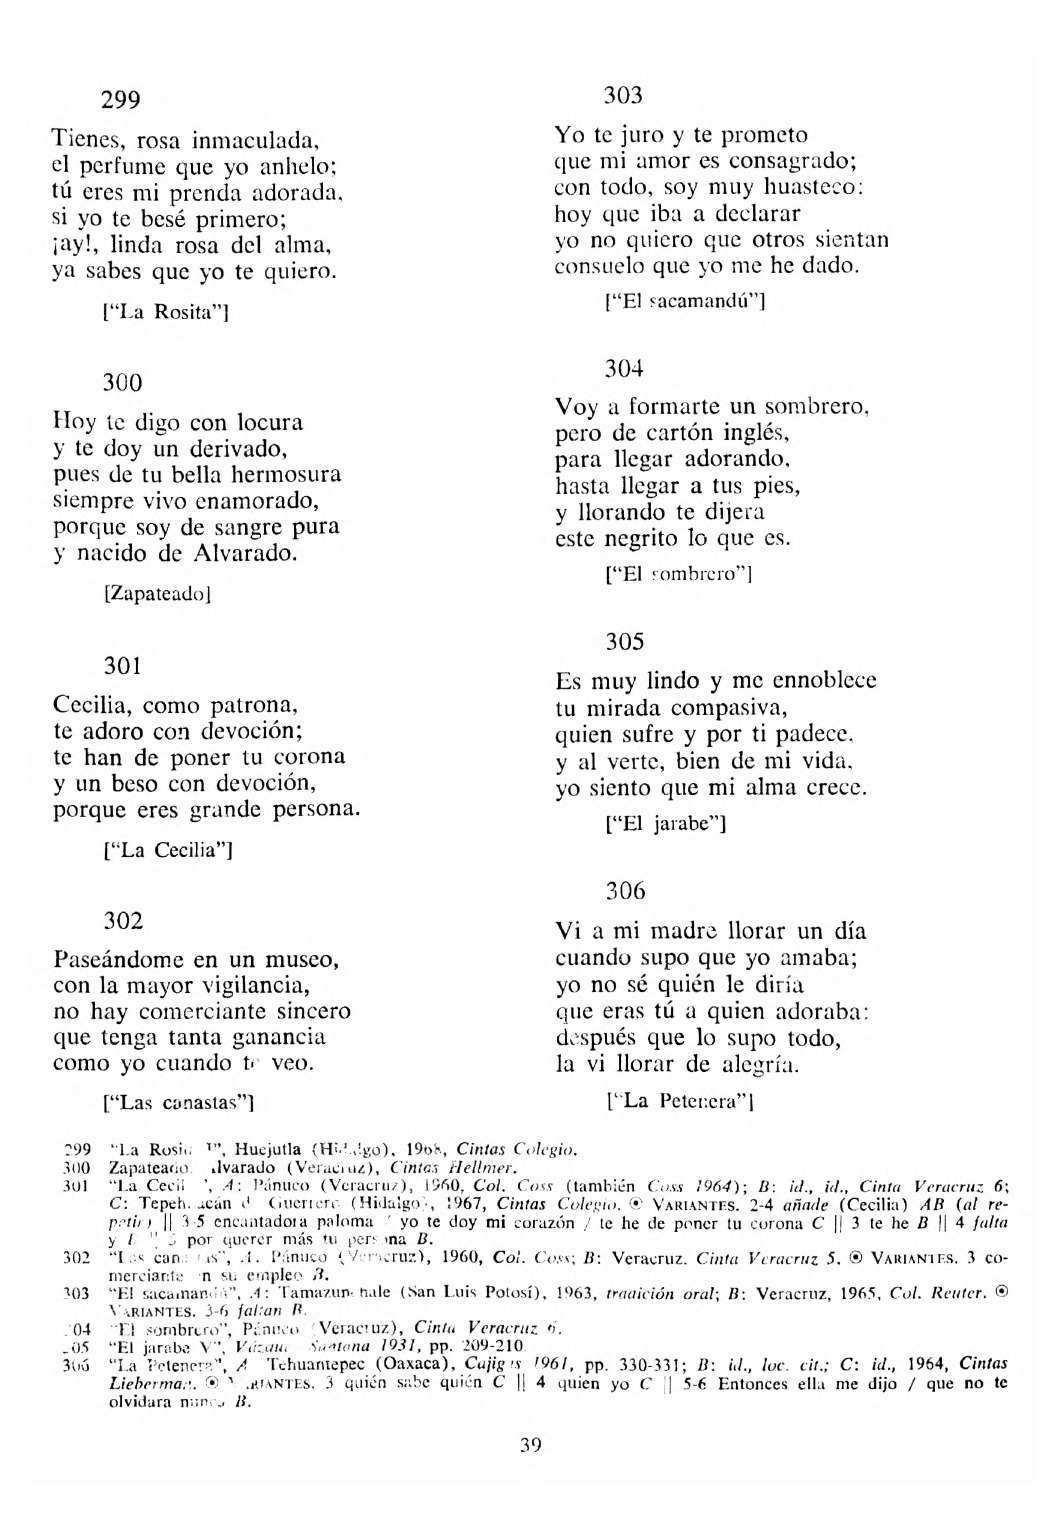 299
Tienes, rosa inmaculada,
el perfume que yo anhelo;
tú eres mi prenda adorada,
si yo te besé primero;
¡ay!, linda rosa del alma,
ya sabes que yo te quiero.
[“La Rosita”]
300
Hoy te digo con locura
y te doy un derivado,
pues de tu bella hermosura
siempre vivo enamorado,
porque soy de sangre pura
y nacido de Alvarado.
[Zapateado]
301
Cecilia, como patrona,
te adoro con devoción;
te han de poner tu corona
y un beso con devoción,
porque eres grande persona.
[“La Cecilia”]
302
Paseándome en un museo,
con la mayor vigilancia,
no hay comerciante sincero
que tenga tanta ganancia
como yo cuando te veo.
[“Las canastas”]
303
Yo te juro y te prometo
que mi amor es consagrado;
con todo, soy muy huasteco:
hoy que iba a declarar
yo no quiero que otros sientan
consuelo que yo me he dado.
[“El sacamandú”]
304
Voy a formarte un sombrero,
pero de cartón inglés,
para llegar adorando,
hasta llegar a tus pies,
y llorando te dijera
este negrito lo que es.
[“El sombrero”]
305
Es muy lindo y me ennoblece
tu mirada compasiva,
quien sufre y por ti padece,
y al verte, bien de mi vida,
yo siento que mi alma crece.
[“El jarabe”]
306
Vi a mi madre llorar un día
cuando supo que yo amaba;
yo no sé quién le diría
que eras tú a quien adoraba:
después que lo supo todo,
la vi llorar de alegría.
[“La Petenera”]
299 “La Rosita”, Huejutla (Hidalgo), 1968, Cintas Colegio.
300 Zapateado, Alvarado (Veracruz), Cintas Hellmer.
301 “La Cecilia”, A: Pánuco (Veracruz), 1960, Col. Coss (también Coss 1964); B: id., id., Cinta Veracruz 6;
C: Tepehuacán de Guerrero (Hidalgo), 1967, Cintas Colegio. ⦿ VARIANTES. 2-4 añade (Cecilia) AB (al re-
petir) || 3-5 encantadora paloma / yo te doy mi corazón / te he de poner tu corona C || 3 te he B || 4 falta
y B || 5 por querer más tu persona B.
302 “Las canastas”, A: Pánuco (Veracruz), 1960, Col. Coss; B: Veracruz, Cinta Veracruz 5. ⦿ VARIANTES. 3 co-
merciante en su empleo B.
303 “El sacamandú”, A: Tamazunchale (San Luis Potosí), 1963, tradición oral; B: Veracruz, 1965, Col. Reuter. ⦿
VARIANTES. 3-6 faltan B.
304 “El sombrero”, Pánuco (Veracruz), Cinta Veracruz 6.
305 “El jarabe V”, Vázquez Santana 1931, pp. 209-210.
306 “La Petenera”, A: Tehuantepec (Oaxaca), Cajigas 1961, pp. 330-331; B: id., loc. cit.; C: id., 1964, Cintas
Lieberman. ⦿ VARIANTES. 3 quién sabe quién C || 4 quien yo C || 5-6 Entonces ella me dijo / que no te
olvidara nunca B.
39